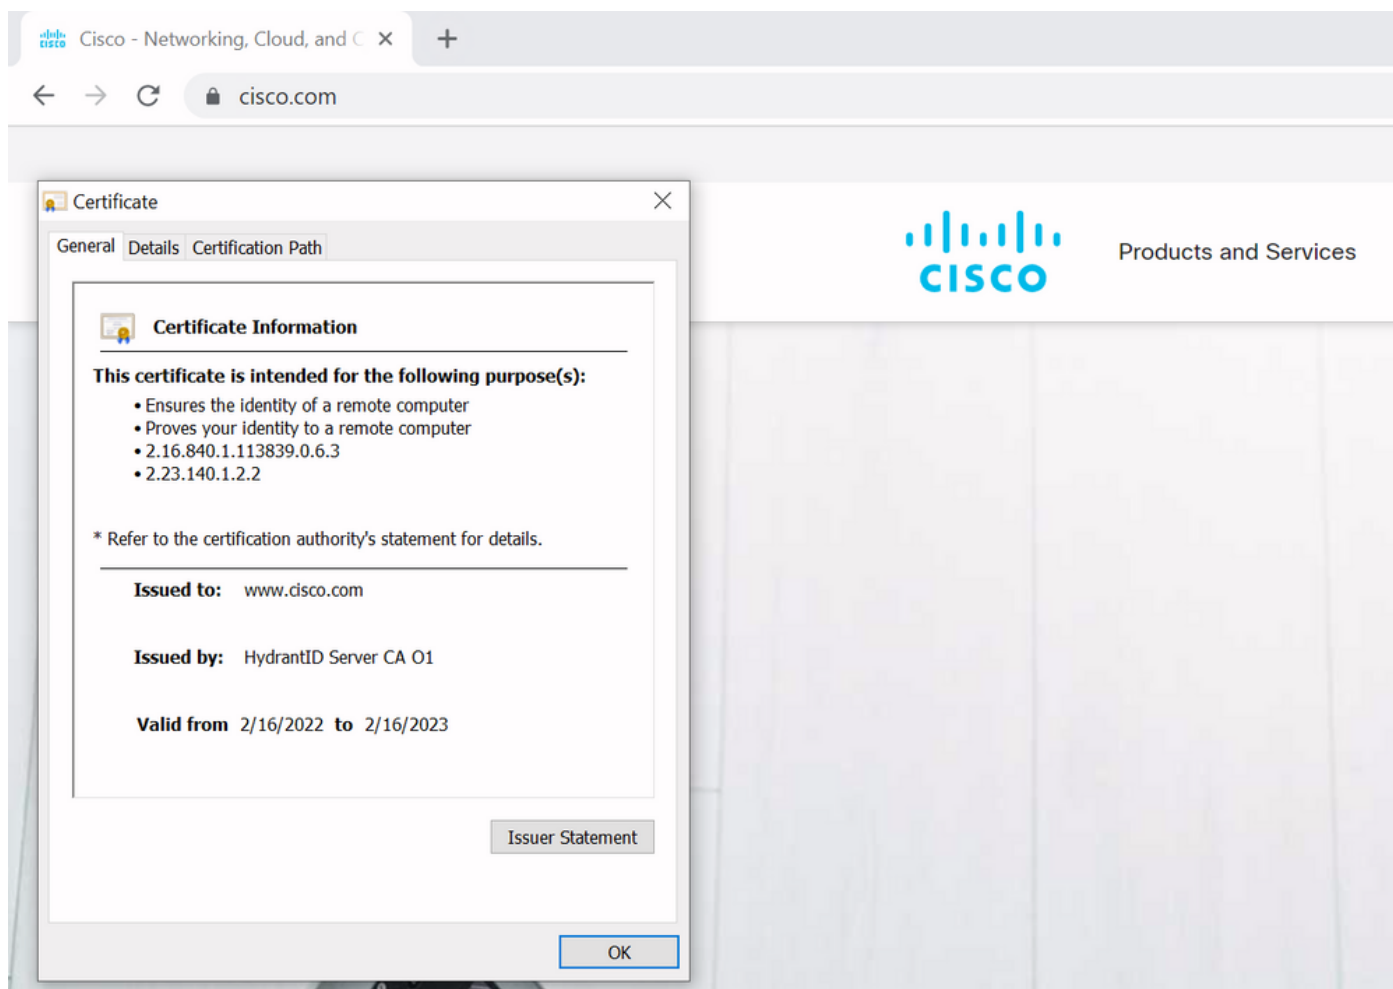 cisco Cisco - Networking, Cloud, and C
cisco.com
Certificate
General Details Certification Path
Certificate Information
This certificate is intended for the following purpose(s):
• Ensures the identity of a remote computer
• Proves your identity to a remote computer
• 2.16.840.1.113839.0.6.3
• 2.23.140.1.2.2
* Refer to the certification authority's statement for details.
Issued to: www.cisco.com
Issued by: HydrantID Server CA O1
Valid from 2/16/2022 to 2/16/2023
Issuer Statement
OK
CISCO
Products and Services